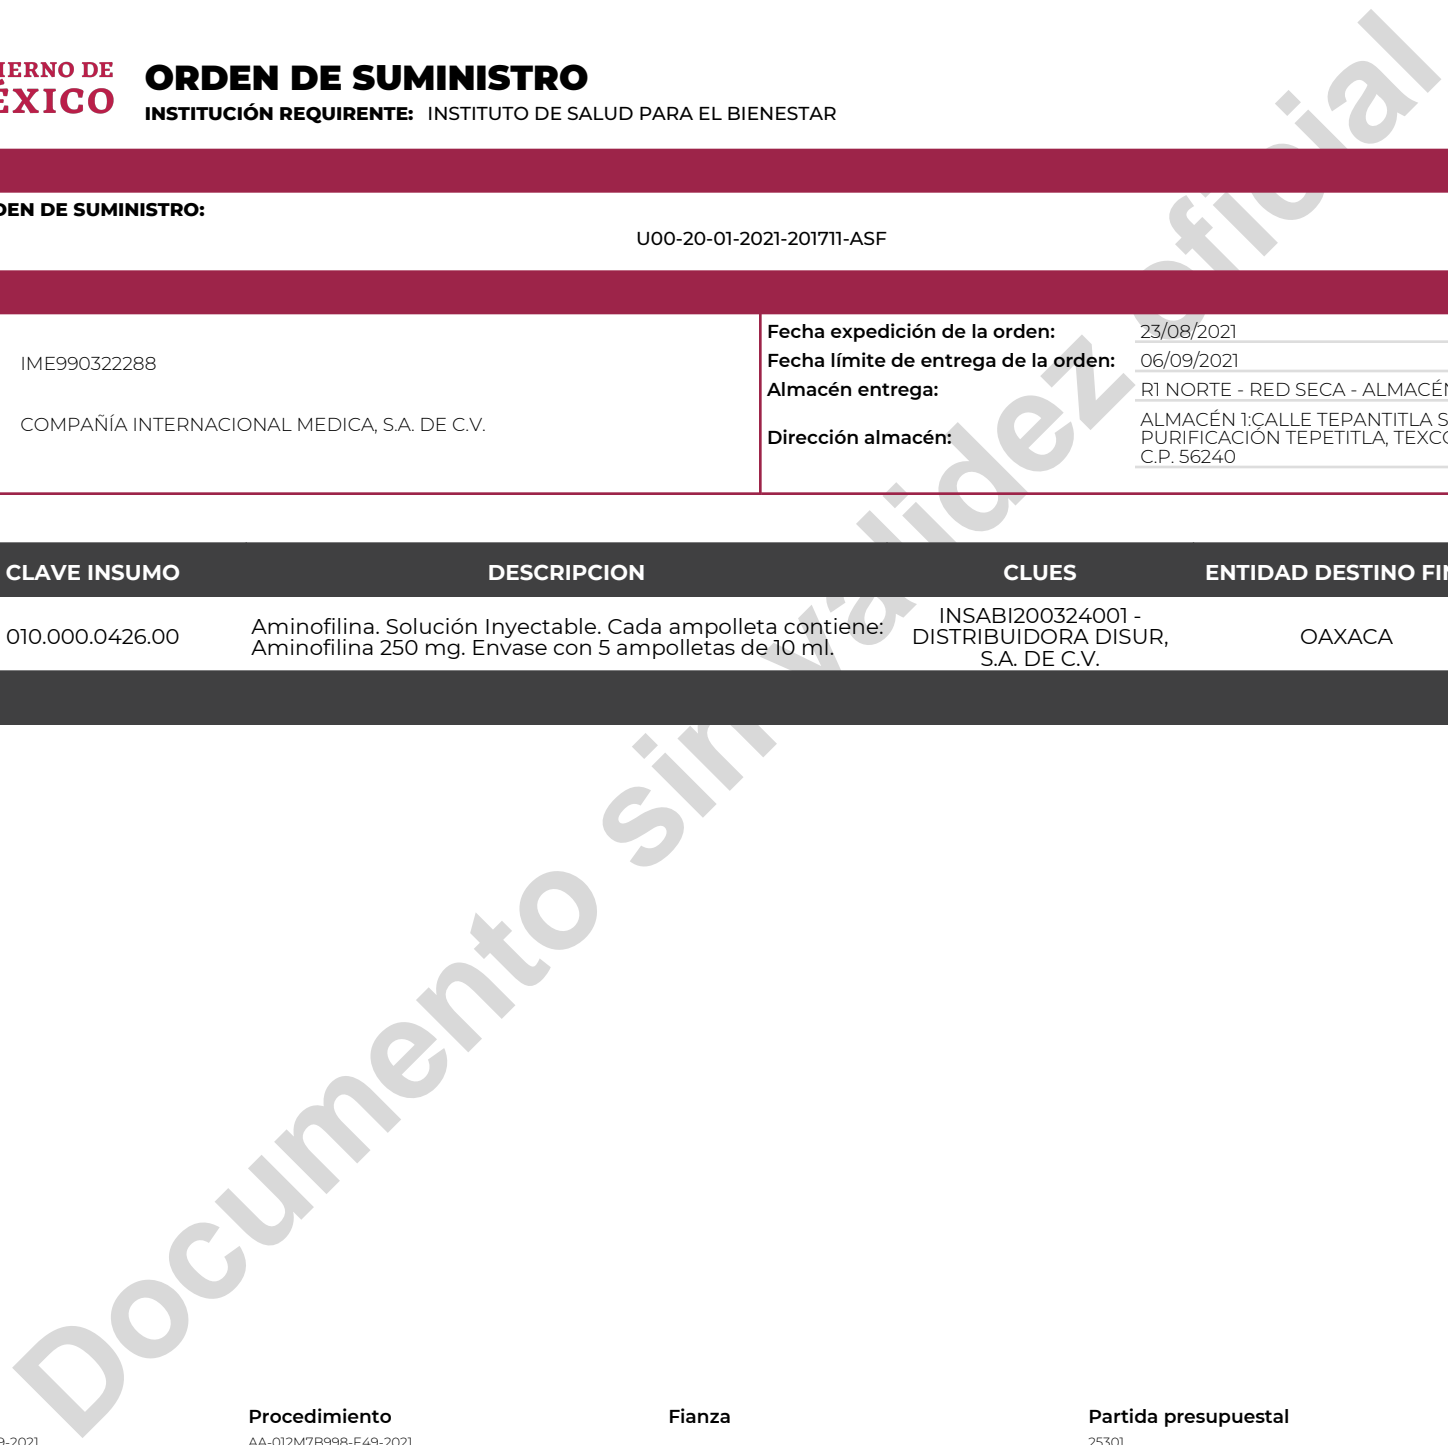 ORDEN DE SUMINISTRO
INSTITUCIÓN REQUIRENTE: INSTITUTO DE SALUD PARA EL BIENESTAR
DE
XICO
DE SUMINISTRO:
U00-20-01-2021-201711-ASF
IME990322288
COMPAÑÍA INTERNACIONAL MEDICA, S.A. DE C.V.
Fecha expedición de la orden: 23/08/2021
Fecha límite de entrega de la orden: 06/09/2021
Almacén entrega: R1 NORTE - RED SECA - ALMACÉN
Dirección almacén: ALMACÉN 1:CALLE TEPANTITLA S
PURIFICACIÓN TEPETITLA, TEXCO
C.P. 56240
CLAVE INSUMO DESCRIPCION CLUES ENTIDAD DESTINO FIN
010.000.0426.00
Aminofilina. Solución Inyectable. Cada ampolleta contiene:
Aminofilina 250 mg. Envase con 5 ampolletas de 10 ml.
INSABI200324001 -
DISTRIBUIDORA DISUR,
S.A. DE C.V.
OAXACA
Documento sin validez oficial
Procedimiento Fianza Partida presupuestal
9-2021 AA-012M7B998-E49-2021 25301